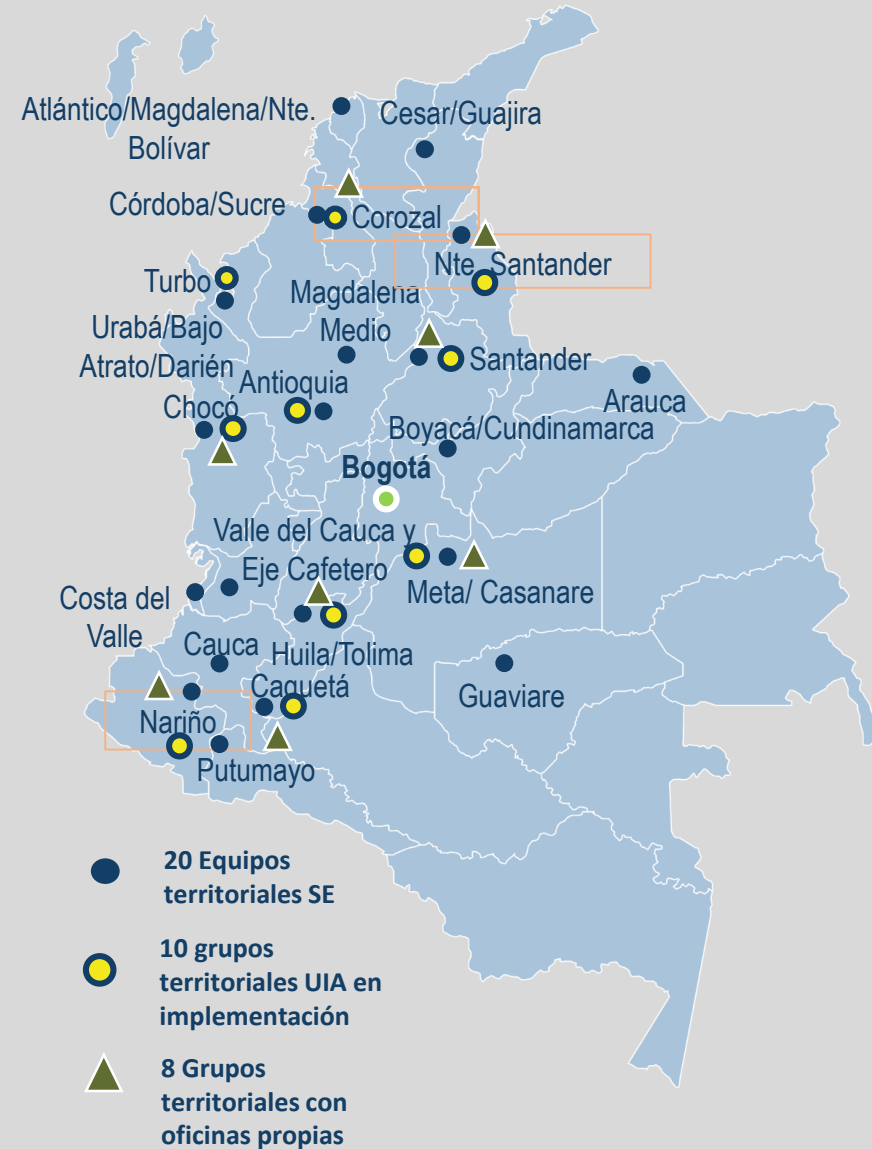 Atlántico/Magdalena/Nte.
Bolívar
Cesar/Guajira
Córdoba/Sucre
Corozal
Nte. Santander
Turbo
Magdalena
Medio
Urabá/Bajo
Atrato/Darién
Santander
Antioquia
Arauca
Chocó
Boyacá/Cundinamarca
Bogotá
Valle del Cauca y
Eje Cafetero
Meta/ Casanare
Costa del
Valle
Cauca
Huila/Tolima
Caquetá
Guaviare
Nariño
Putumayo
20 Equipos
territoriales SE
10 grupos
territoriales UIA en
implementación
8 Grupos
territoriales con
oficinas propias